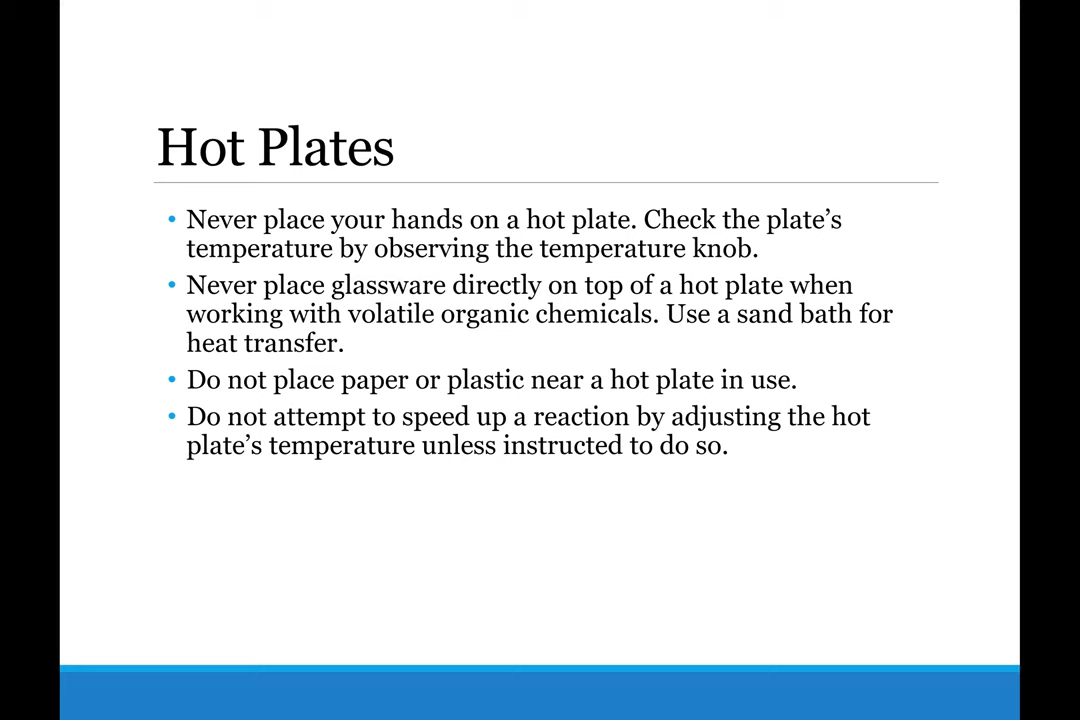 Hot Plates
• Never place your hands on a hot plate. Check the plate’s
temperature by observing the temperature knob.
• Never place glassware directly on top of a hot plate when
working with volatile organic chemicals. Use a sand bath for
heat transfer.
• Do not place paper or plastic near a hot plate in use.
• Do not attempt to speed up a reaction by adjusting the hot
plate’s temperature unless instructed to do so.